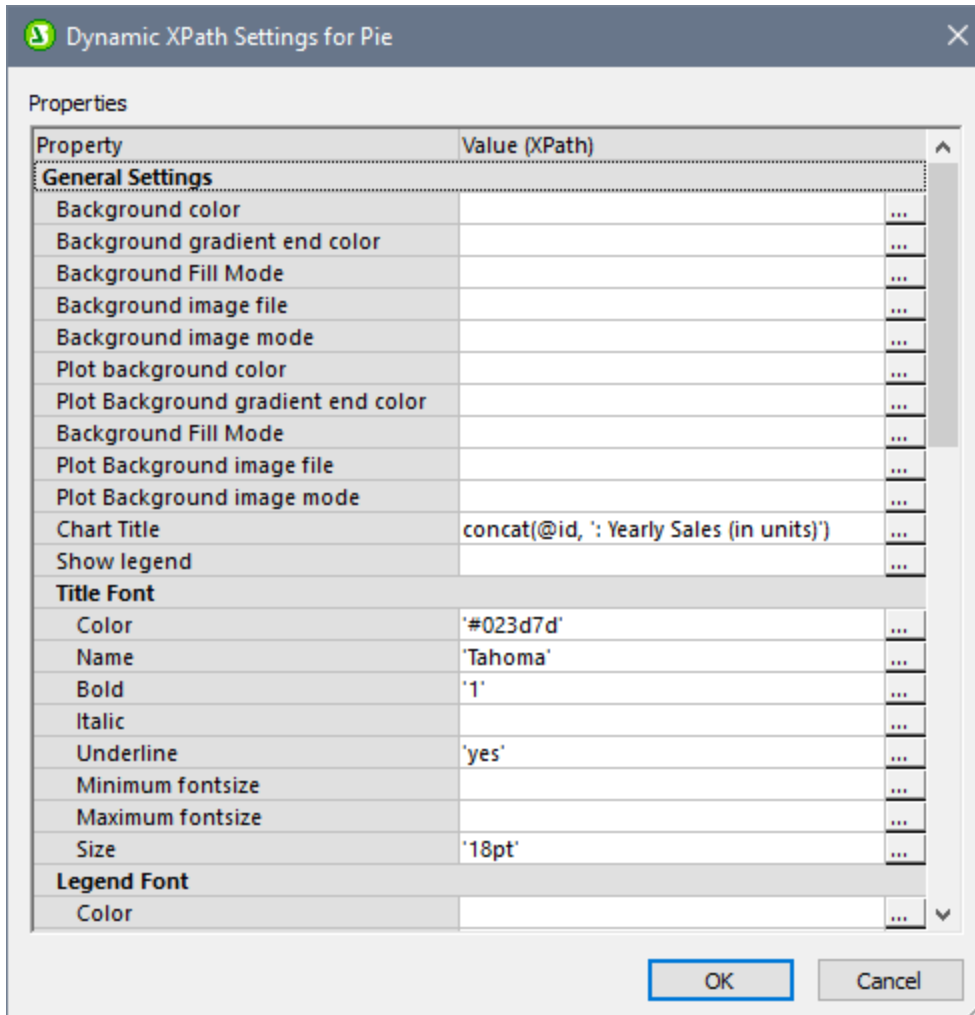 Dynamic XPath Settings for Pie
Properties
Property Value (XPath)
General Settings
Background color ...
Background gradient end color ...
Background Fill Mode ...
Background image file ...
Background image mode ...
Plot background color ...
Plot Background gradient end color ...
Background Fill Mode ...
Plot Background image file ...
Plot Background image mode ...
Chart Title concat(@id, ': Yearly Sales (in units)') ...
Show legend ...
Title Font
Color '#023d7d' ...
Name 'Tahoma' ...
Bold '1' ...
Italic ...
Underline 'yes' ...
Minimum fontsize ...
Maximum fontsize ...
Size '18pt' ...
Legend Font
Color ...
OK Cancel